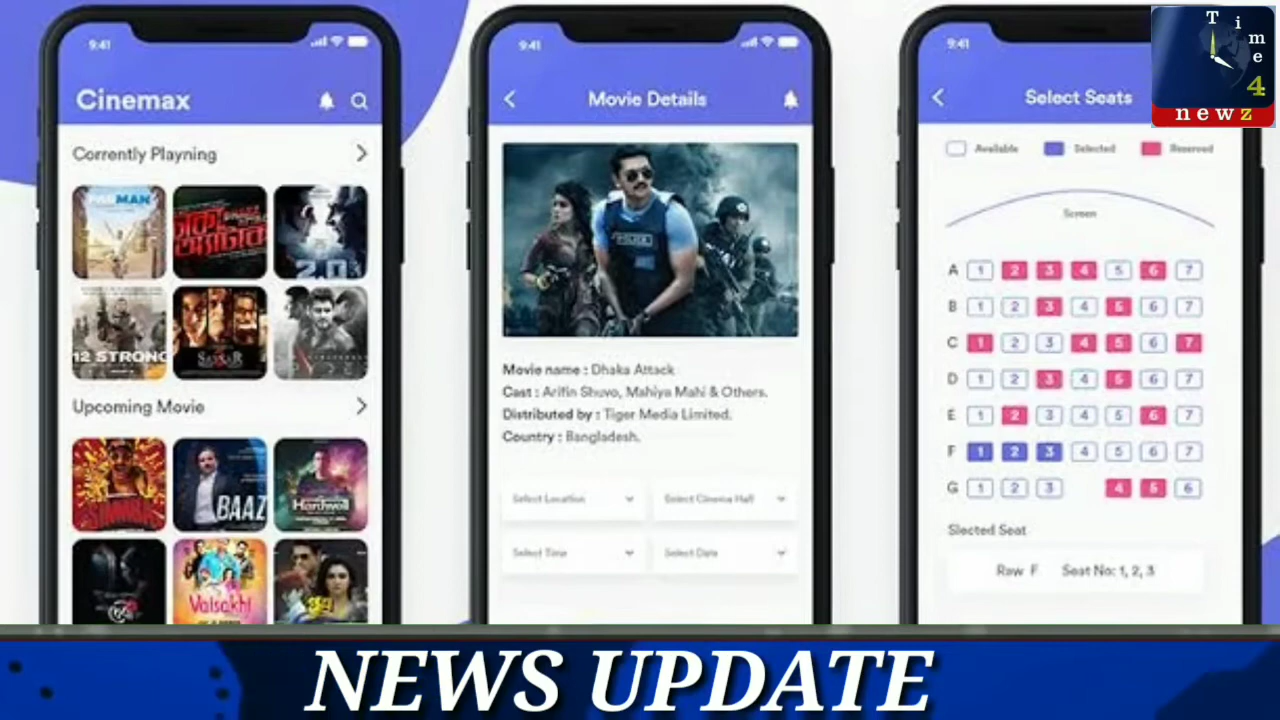 9:41
Cinemax
Corrently Playning
PADMAN
ঢাকা
অ্যাটাক
2.0
12 STRONG
SARKAR
Upcoming Movie
SIMMBA
BAAZ
Hardwell
Vaisakhi
9:41
Movie Details
POLICE
Movie name : Dhaka Attack
Cast : Arifin Shuvo, Mahiya Mahi & Others.
Distributed by : Tiger Media Limited.
Country : Bangladesh.
Select Location
Select Cinema Hall
Select Time
Select Date
9:41
Select Seats
Available Selected Reserved
Screen
A 1 2 3 4 5 6 7
B 1 2 3 4 5 6 7
C 1 2 3 4 5 6 7
D 1 2 3 4 5 6 7
E 1 2 3 4 5 6 7
F 1 2 3 4 5 6 7
G 1 2 3 4 5 6
Slected Seat
Raw F Seat No: 1, 2, 3
Time
4
newz
NEWS UPDATE